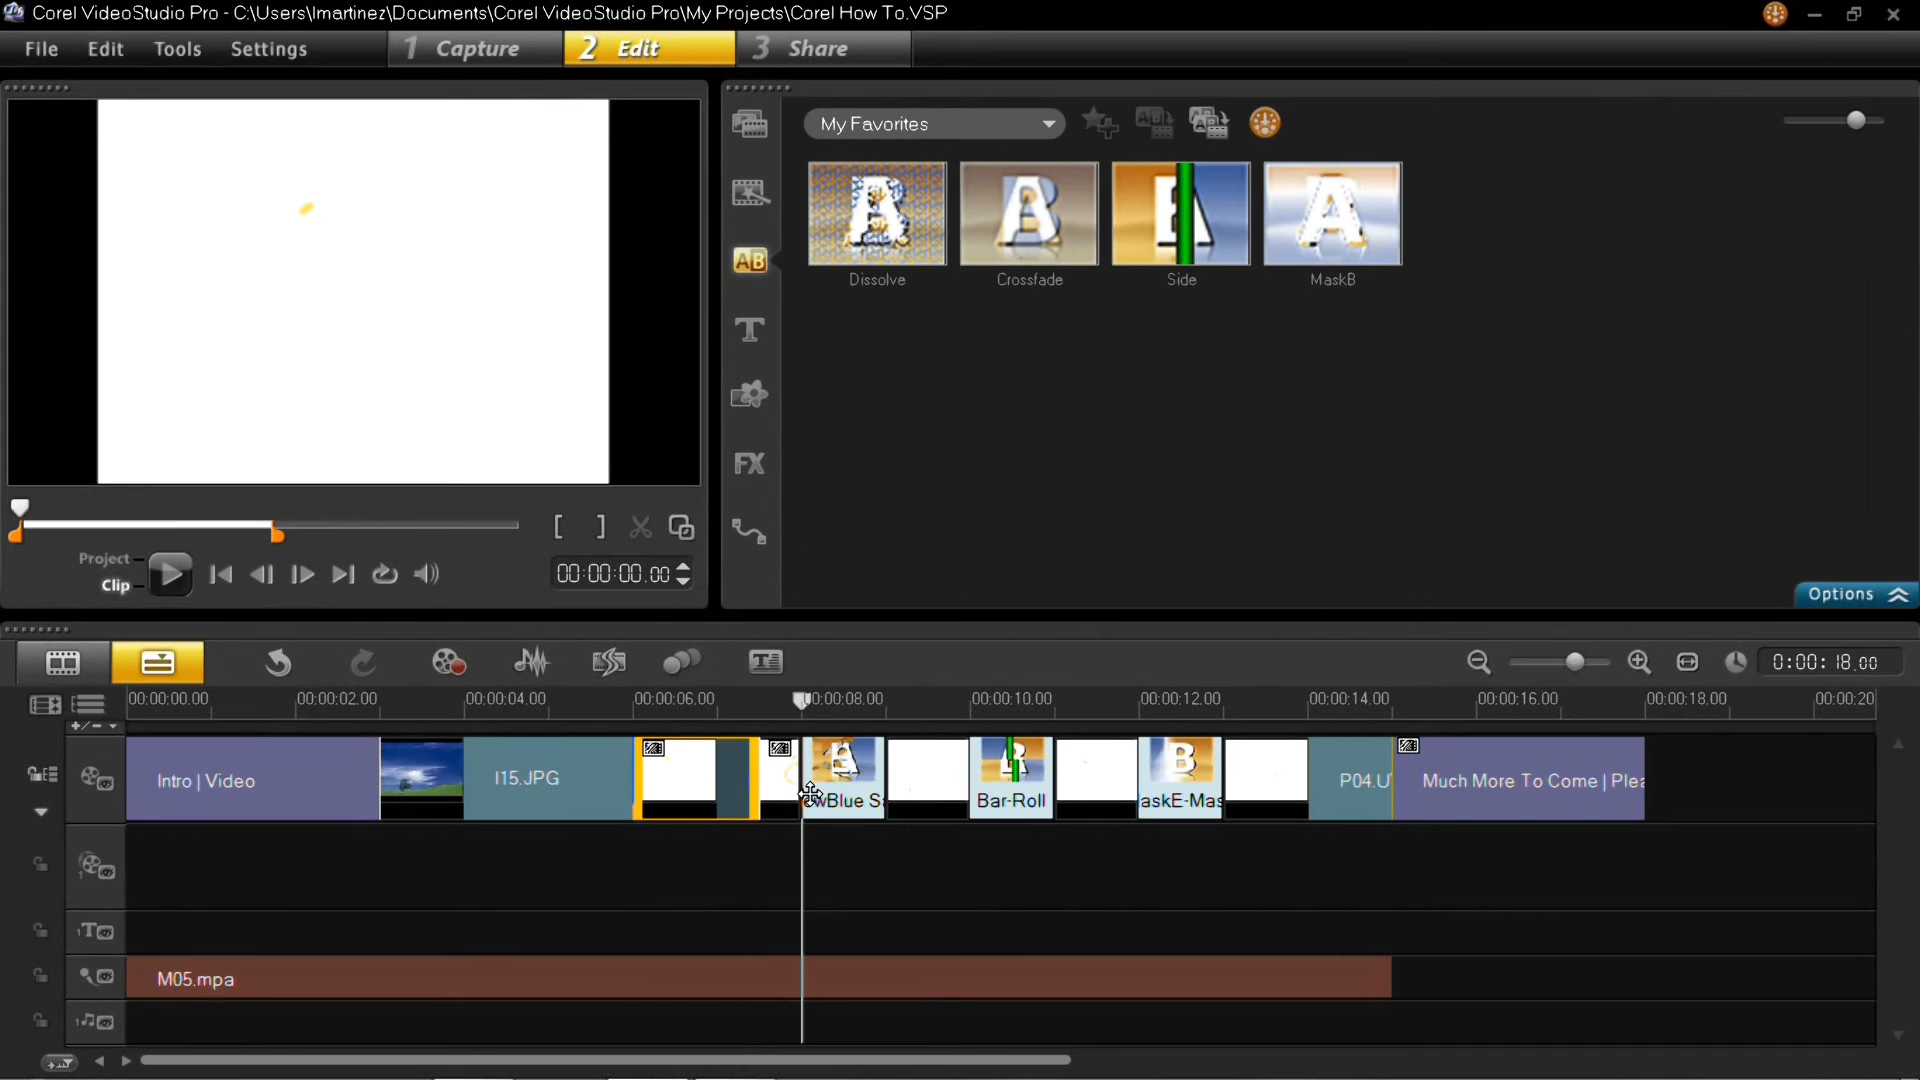 Corel VideoStudio Pro - C:\Users\lmartinez\Documents\Corel VideoStudio Pro\My Projects\Corel How To.VSP
File Edit Tools Settings 1 Capture 2 Edit 3 Share
My Favorites
AB
T
FX
Dissolve Crossfade Side MaskB
Project
Clip
00:00:00.00
Options
0:00:18.00
00:00:00.00 00:00:02.00 00:00:04.00 00:00:06.00 00:00:08.00 00:00:10.00 00:00:12.00 00:00:14.00 00:00:16.00 00:00:18.00 00:00:20
Intro | Video I15.JPG wBlue Sa Bar-Roll askE-Mas P04.U Much More To Come | Plea
1
1T
M05.mpa
1